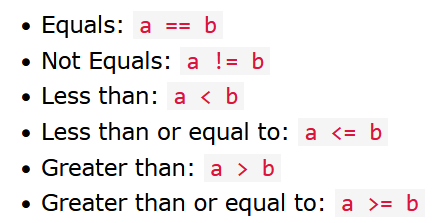 Equals: a == b
Not Equals: a != b
Less than: a < b
Less than or equal to: a <= b
Greater than: a > b
Greater than or equal to: a >= b